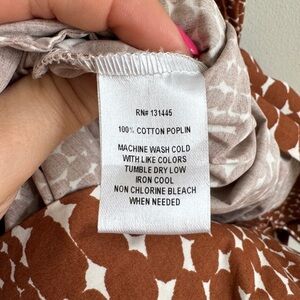 RN# 131445
100% COTTON POPLIN
MACHINE WASH COLD
WITH LIKE COLORS
TUMBLE DRY LOW
IRON COOL
NON CHLORINE BLEACH
WHEN NEEDED